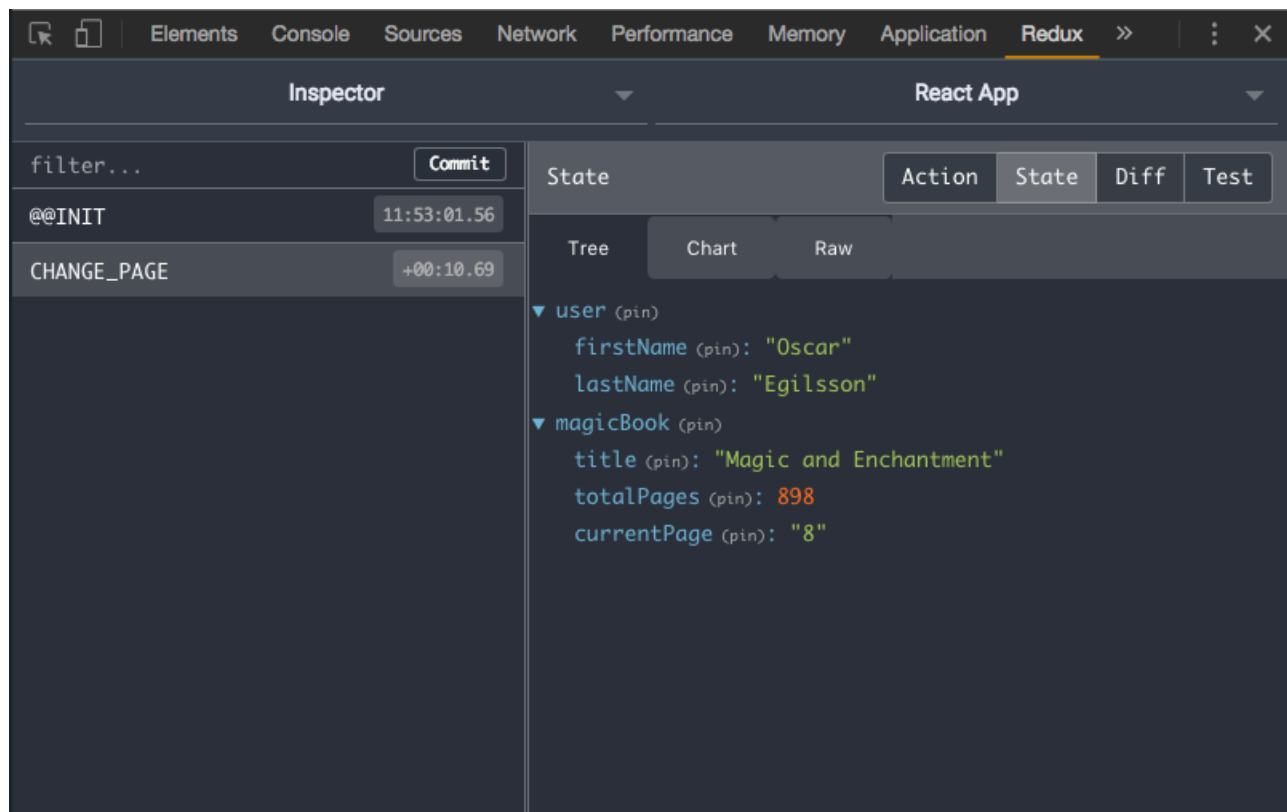 Elements Console Sources Network Performance Memory Application Redux »
Inspector React App
filter... Commit
@@INIT 11:53:01.56
CHANGE_PAGE +00:10.69
State Action State Diff Test
Tree Chart Raw
user (pin)
firstName (pin): "Oscar"
lastName (pin): "Egilsson"
magicBook (pin)
title (pin): "Magic and Enchantment"
totalPages (pin): 898
currentPage (pin): "8"